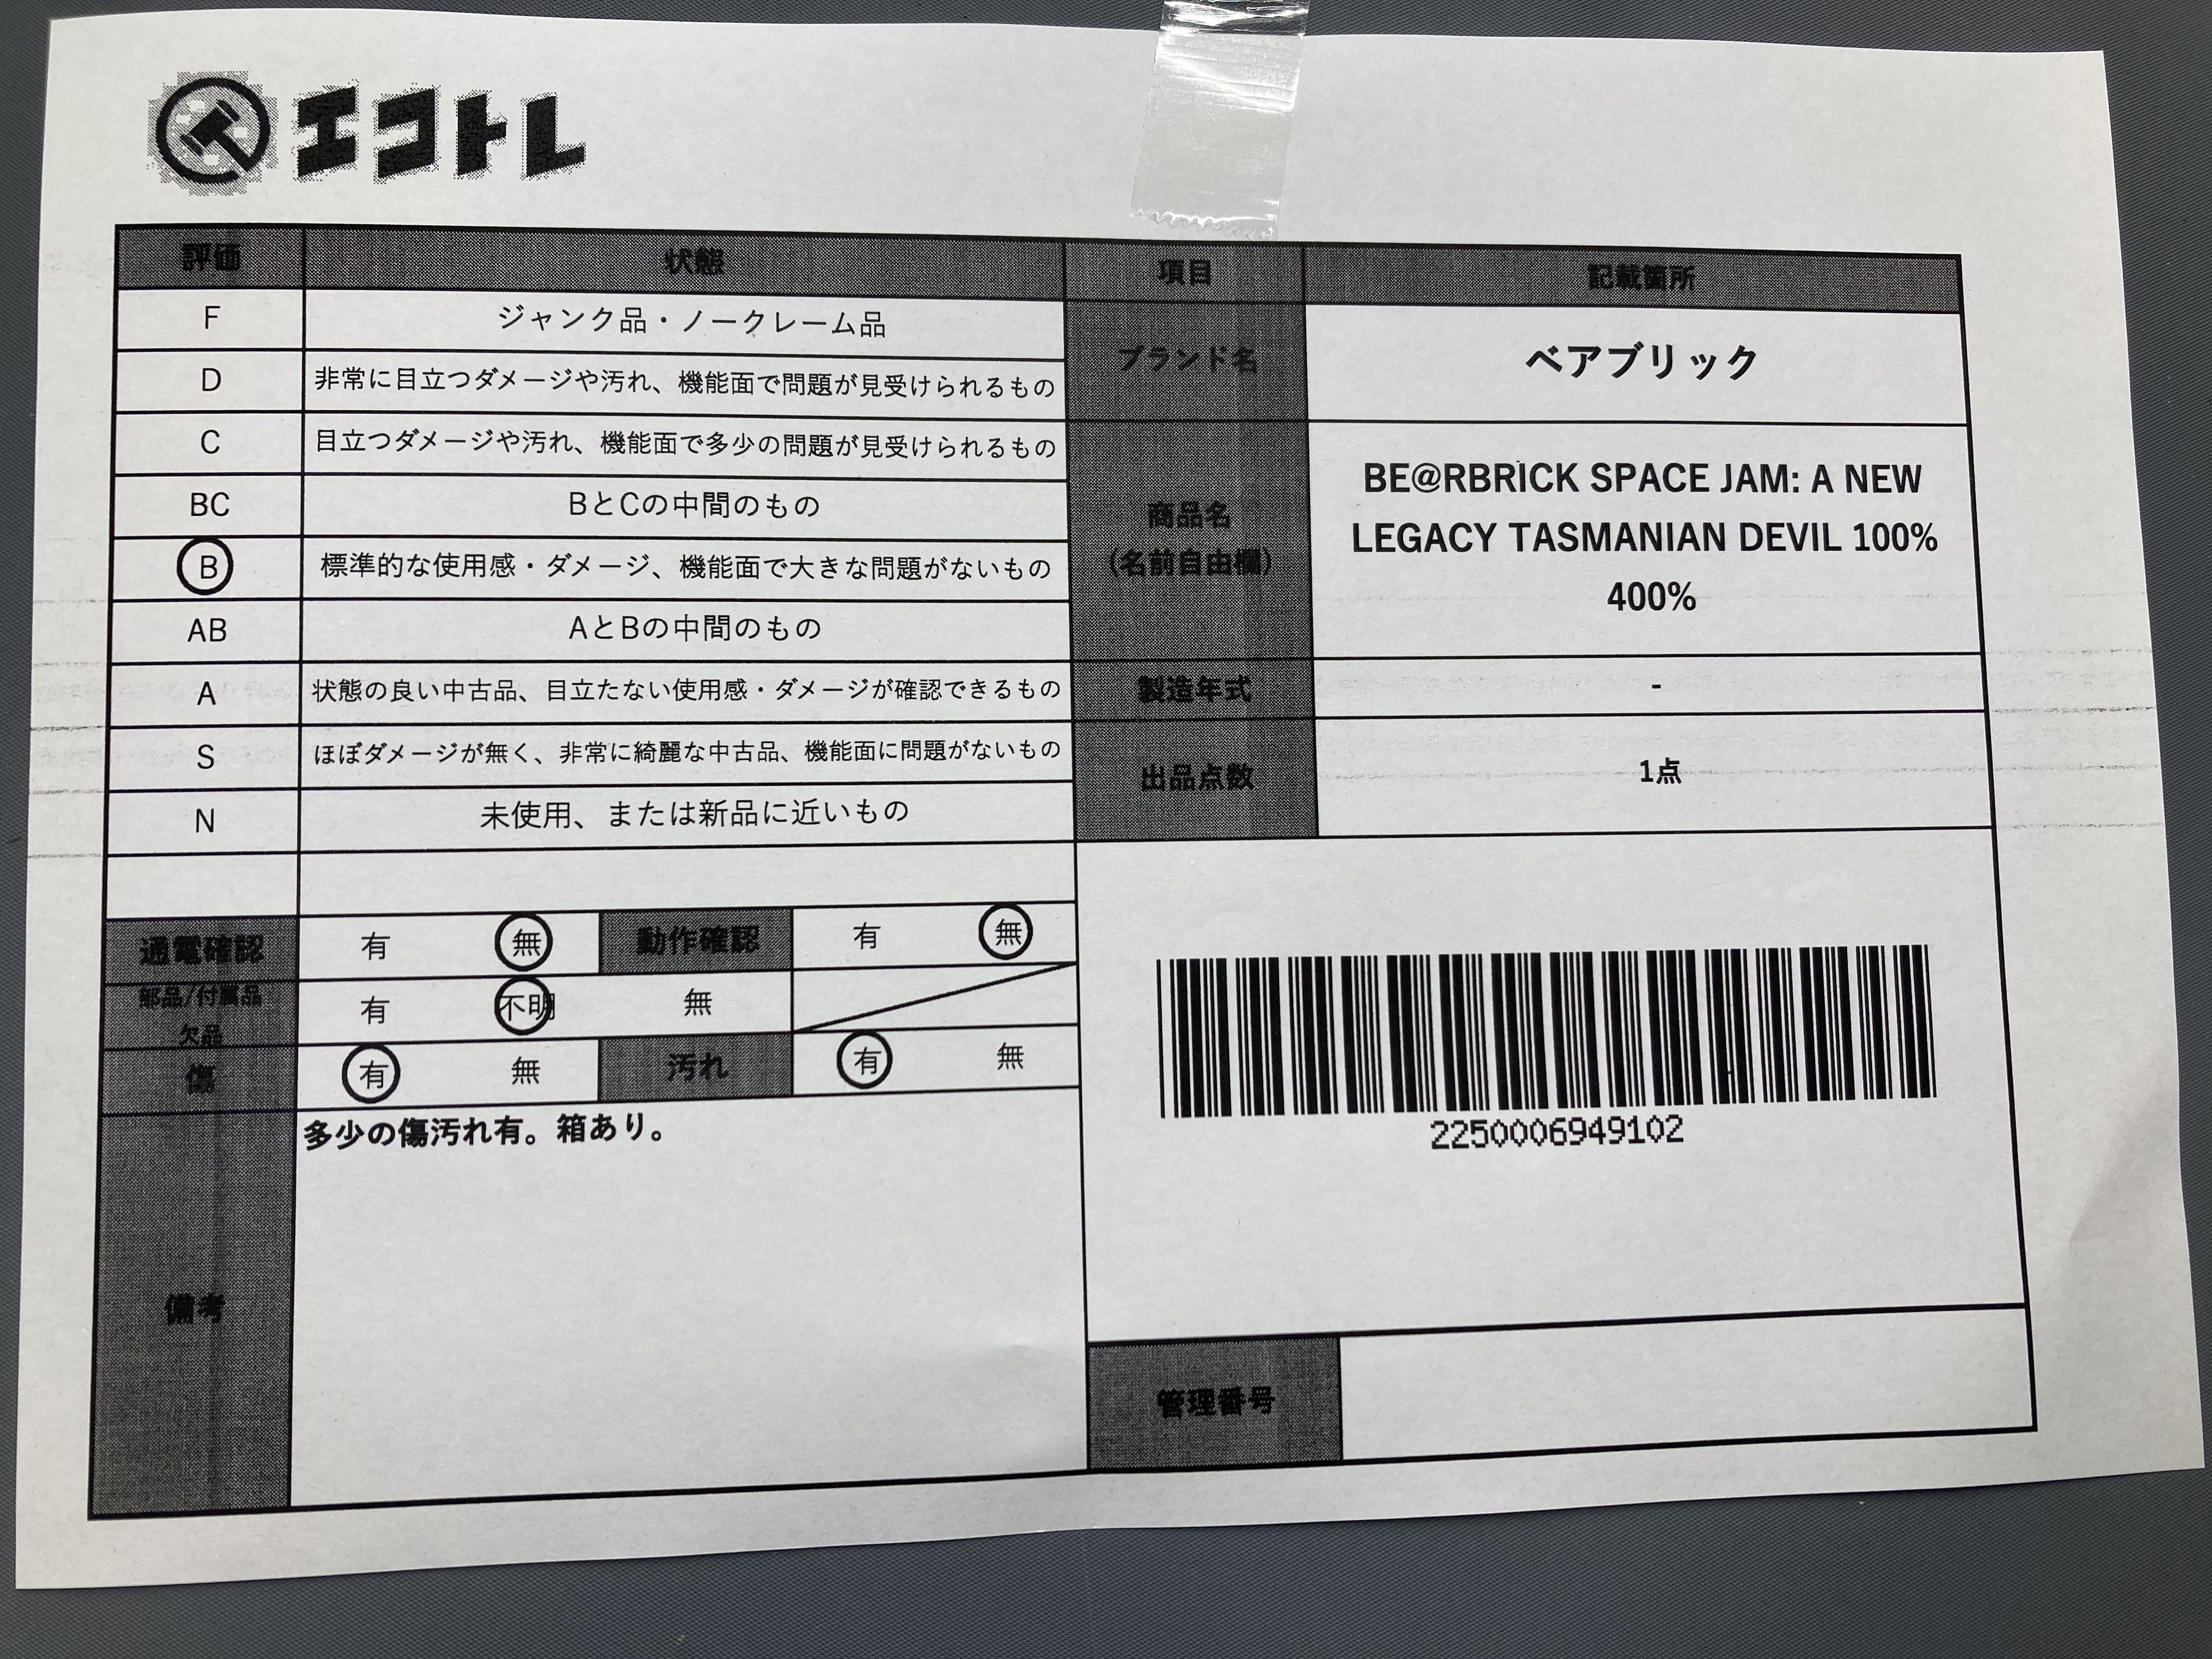 エコトレ
評価 状態
F ジャンク品・ノークレーム品
D 非常に目立つダメージや汚れ、機能面で問題が見受けられるもの
C 目立つダメージや汚れ、機能面で多少の問題が見受けられるもの
BC BとCの中間のもの
B 標準的な使用感・ダメージ、機能面で大きな問題がないもの
AB AとBの中間のもの
A 状態の良い中古品、目立たない使用感・ダメージが確認できるもの
S ほぼダメージが無く、非常に綺麗な中古品、機能面に問題がないもの
N 未使用、または新品に近いもの
通電確認 有 無 動作確認 有 無
部品/付属品
欠品 有 不明 無
傷 有 無 汚れ 有 無
備考 多少の傷汚れ有。箱あり。
項目 記載箇所
ブランド名 ベアブリック
商品名
(名前自由欄)
BE@RBRICK SPACE JAM: A NEW
LEGACY TASMANIAN DEVIL 100%
400%
製造年式 -
出品点数 1点
2250006949102
管理番号